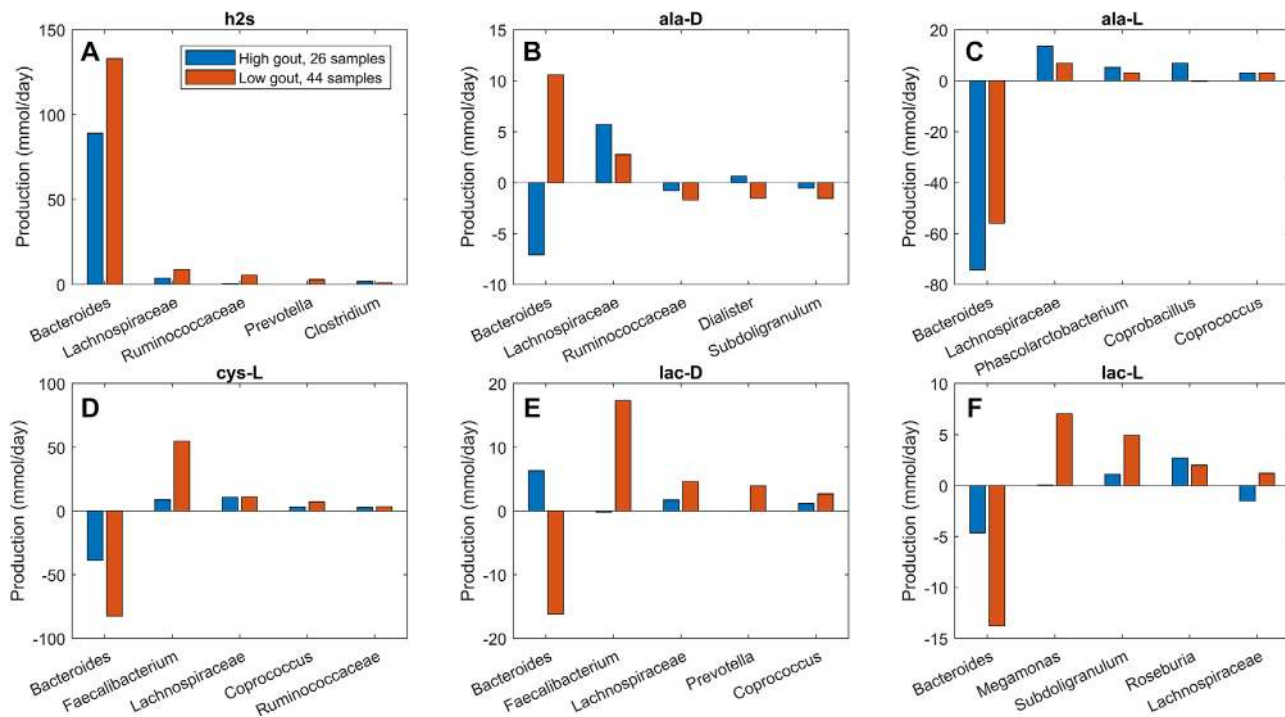 h2s
A
High gout, 26 samples
Low gout, 44 samples
Production (mmol/day)
150
100
50
0
Bacteroides
Lachnospiraceae
Ruminococcaceae
Prevotella
Clostridium
ala-D
B
Production (mmol/day)
15
10
5
0
-5
-10
Bacteroides
Lachnospiraceae
Ruminococcaceae
Dialister
Subdoligranulum
ala-L
C
Production (mmol/day)
20
0
-20
-40
-60
-80
Bacteroides
Lachnospiraceae
Phascolarctobacterium
Coprobacillus
Coprococcus
cys-L
D
Production (mmol/day)
100
50
0
-50
-100
Bacteroides
Faecalibacterium
Lachnospiraceae
Coprococcus
Ruminococcaceae
lac-D
E
Production (mmol/day)
20
10
0
-10
-20
Bacteroides
Faecalibacterium
Lachnospiraceae
Prevotella
Coprococcus
lac-L
F
Production (mmol/day)
10
5
0
-5
-10
-15
Bacteroides
Megamonas
Subdoligranulum
Roseburia
Lachnospiraceae